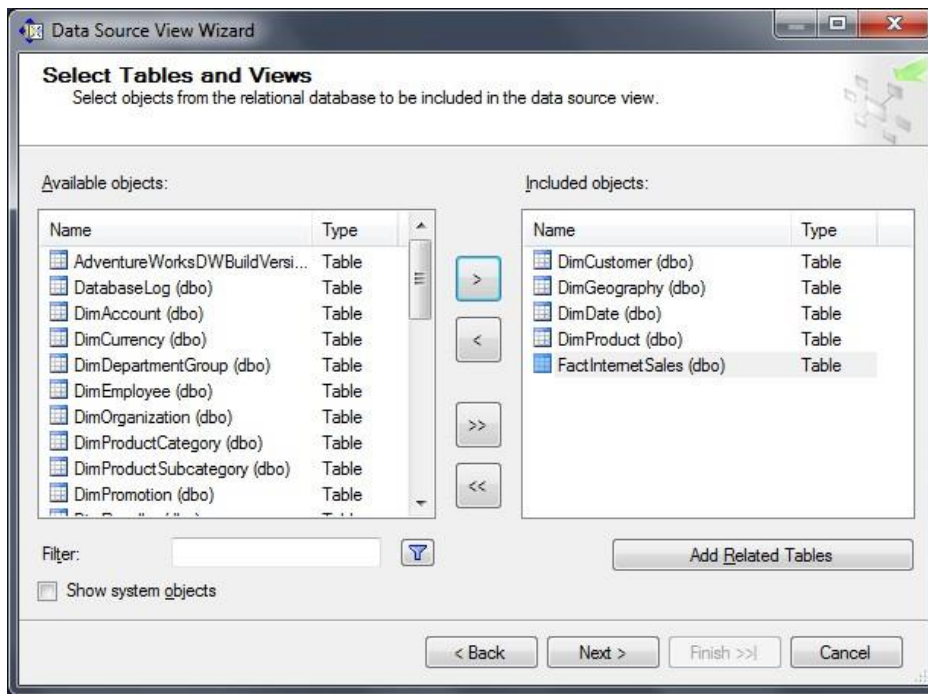 Data Source View Wizard
Select Tables and Views
Select objects from the relational database to be included in the data source view.
Available objects:
Included objects:
Name Type
AdventureWorksDWBuildVersi... Table
DatabaseLog (dbo) Table
DimAccount (dbo) Table
DimCurrency (dbo) Table
DimDepartmentGroup (dbo) Table
DimEmployee (dbo) Table
DimOrganization (dbo) Table
DimProductCategory (dbo) Table
DimProductSubcategory (dbo) Table
DimPromotion (dbo) Table
>
<
>>
<<
Name Type
DimCustomer (dbo) Table
DimGeography (dbo) Table
DimDate (dbo) Table
DimProduct (dbo) Table
FactInternetSales (dbo) Table
Filter:
Add Related Tables
Show system objects
< Back Next > Finish >>| Cancel